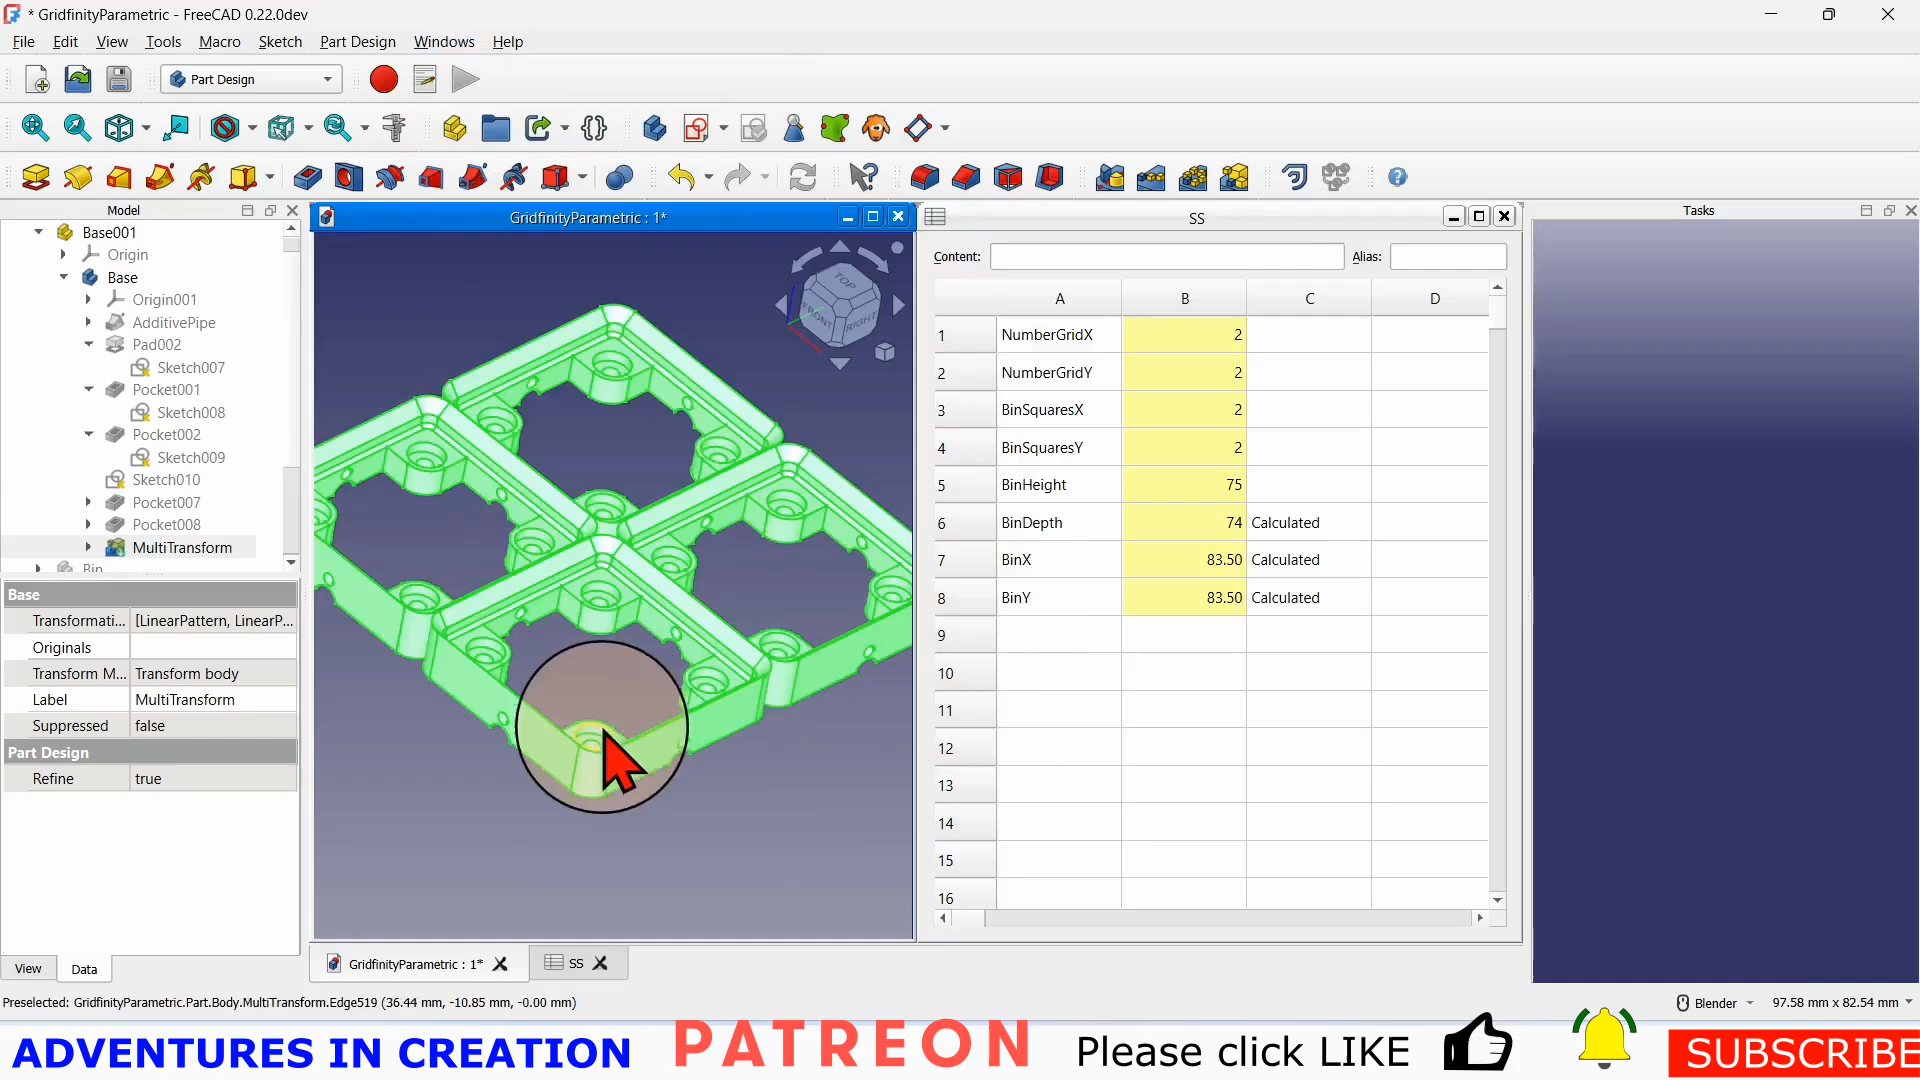 * GridfinityParametric - FreeCAD 0.22.0dev
File Edit View Tools Macro Sketch Part Design Windows Help
Part Design
Model
Base001
Origin
Base
Origin001
AdditivePipe
Pad002
Sketch007
Pocket001
Sketch008
Pocket002
Sketch009
Sketch010
Pocket007
Pocket008
MultiTransform
Bin
Base
Transformati... [LinearPattern, LinearP...
Originals
Transform M... Transform body
Label MultiTransform
Suppressed false
Part Design
Refine true
View Data
GridfinityParametric : 1*
TOP
FRONT
RIGHT
GridfinityParametric : 1*
SS
SS
Content: Alias:
A B C D
1 NumberGridX 2
2 NumberGridY 2
3 BinSquaresX 2
4 BinSquaresY 2
5 BinHeight 75
6 BinDepth 74 Calculated
7 BinX 83.50 Calculated
8 BinY 83.50 Calculated
9
10
11
12
13
14
15
16
Tasks
Preselected: GridfinityParametric.Part.Body.MultiTransform.Edge519 (36.44 mm, -10.85 mm, -0.00 mm)
Blender 97.58 mm x 82.54 mm
ADVENTURES IN CREATION PATREON Please click LIKE SUBSCRIBE